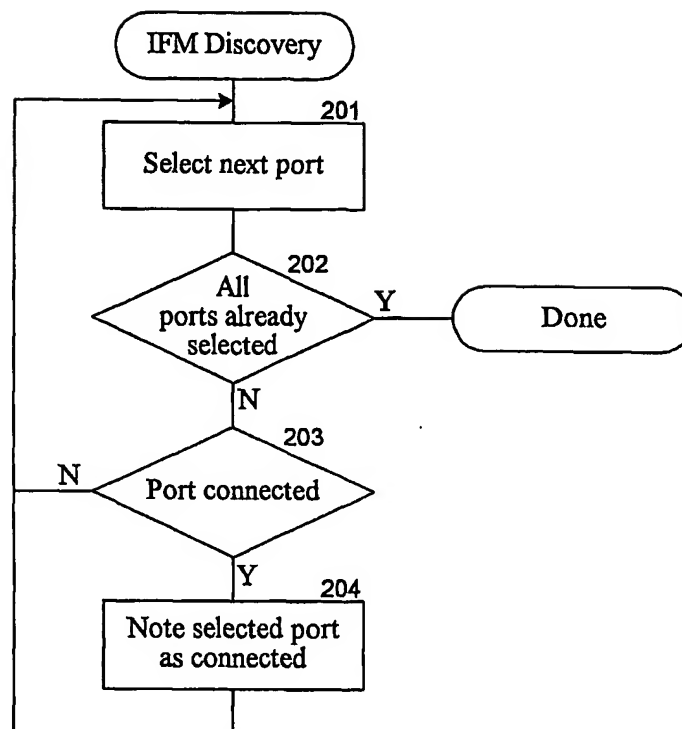 IFM Discovery
201
Select next port
202
All
ports already
selected
Y
Done
N
203
N
Port connected
Y
204
Note selected port
as connected